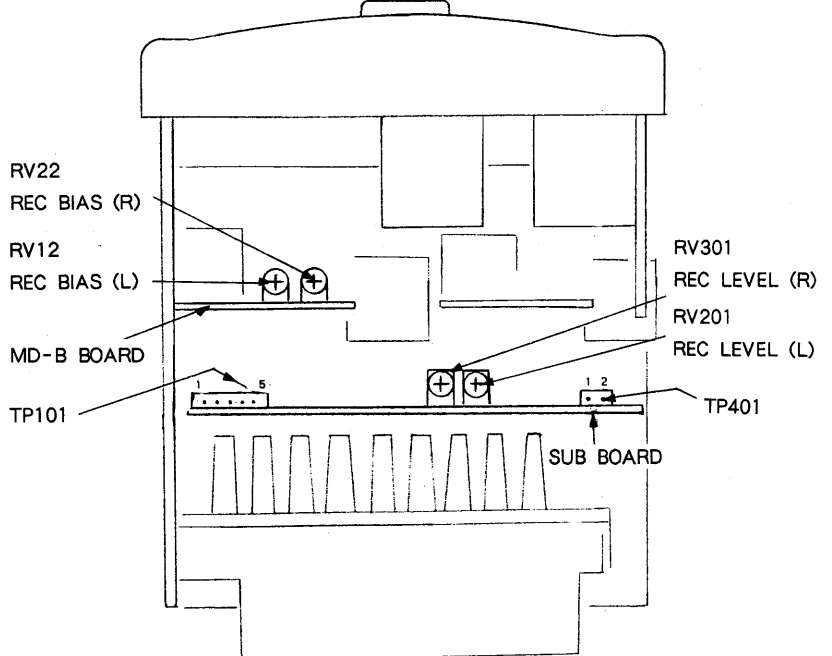 RV22
REC BIAS (R)
RV12
REC BIAS (L)
MD-B BOARD
TP101
1 5
RV301
REC LEVEL (R)
RV201
REC LEVEL (L)
1 2
TP401
SUB BOARD